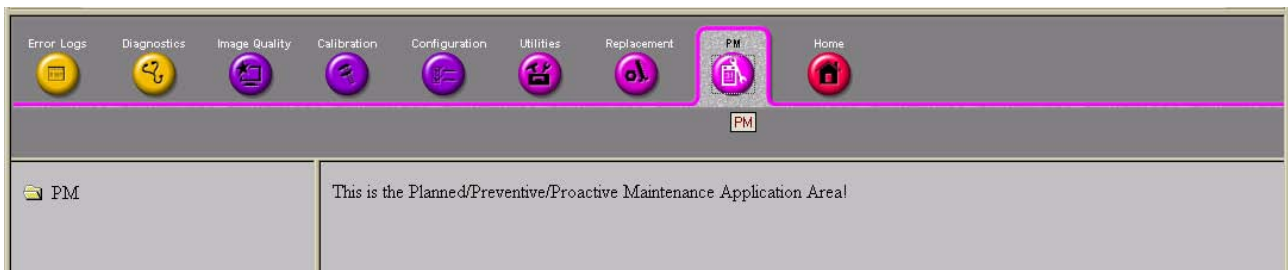 Error Logs
Diagnostics
Image Quality
Calibration
Configuration
Utilities
Replacement
PM
Home
PM
PM
This is the Planned/Preventive/Proactive Maintenance Application Area!